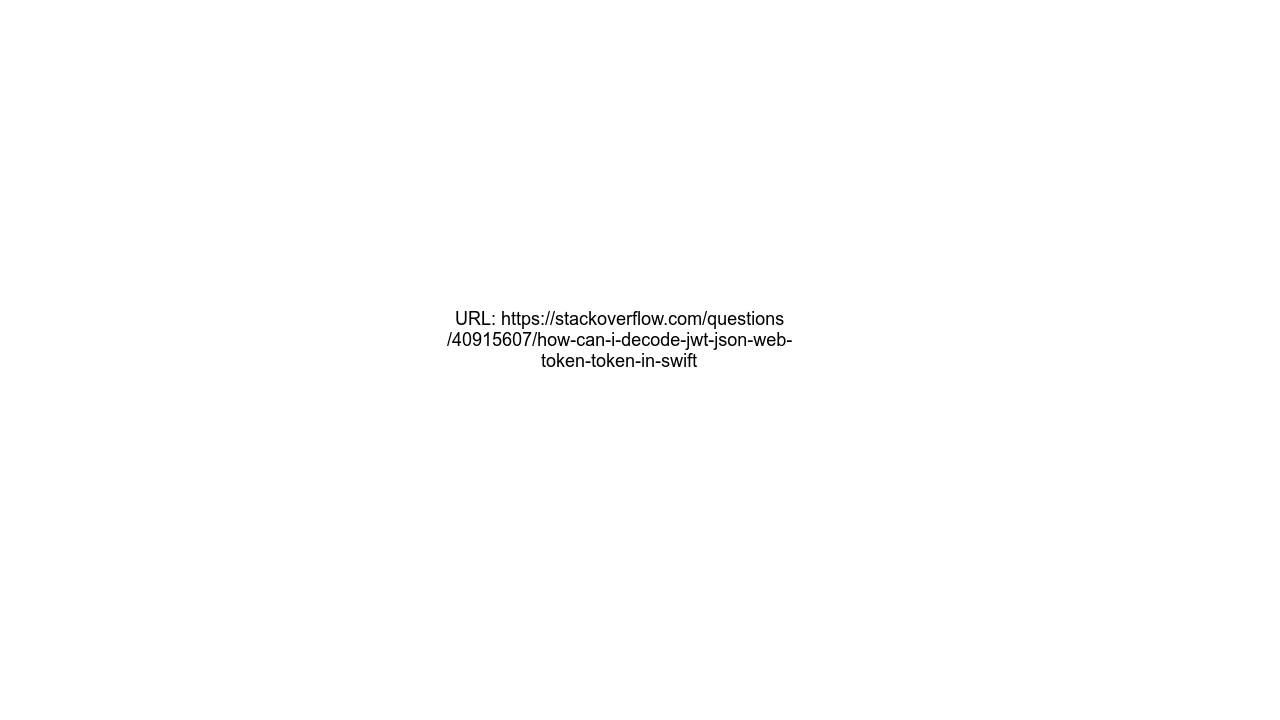 URL: https://stackoverflow.com/questions
/40915607/how-can-i-decode-jwt-json-web-
token-token-in-swift